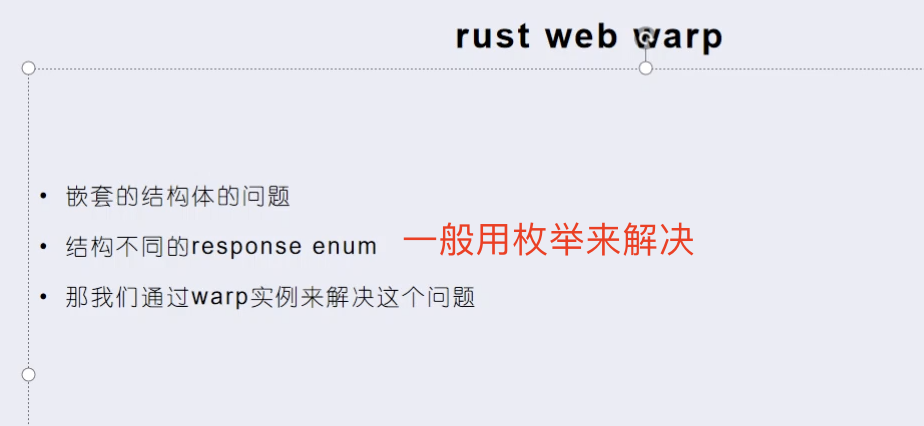 rust web warp
• 嵌套的结构体的问题
• 结构不同的response enum 一般用枚举来解决
• 那我们通过warp实例来解决这个问题